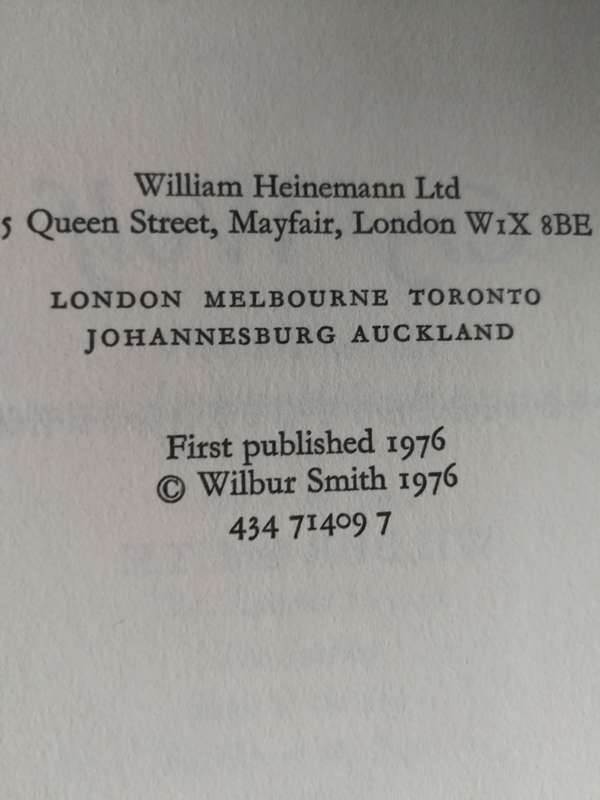 William Heinemann Ltd
5 Queen Street, Mayfair, London W1X 8BE
LONDON MELBOURNE TORONTO
JOHANNESBURG AUCKLAND
First published 1976
© Wilbur Smith 1976
434 71409 7